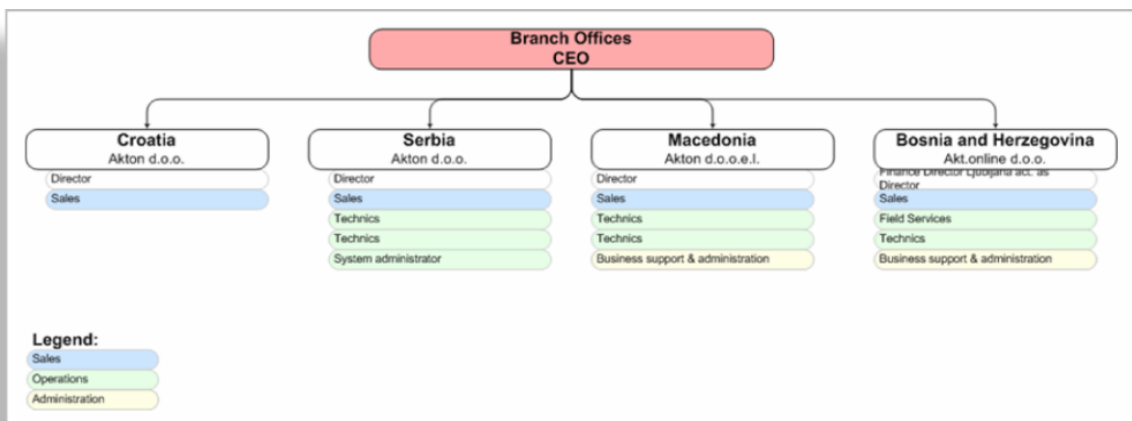 Branch Offices
CEO
Croatia
Akton d.o.o.
Director
Sales
Serbia
Akton d.o.o.
Director
Sales
Technics
Technics
System administrator
Macedonia
Akton d.o.o.e.l.
Director
Sales
Technics
Technics
Business support & administration
Bosnia and Herzegovina
Akt.online d.o.o.
Finance Director Ljubljana act. as
Director
Sales
Field Services
Technics
Business support & administration
Legend:
Sales
Operations
Administration